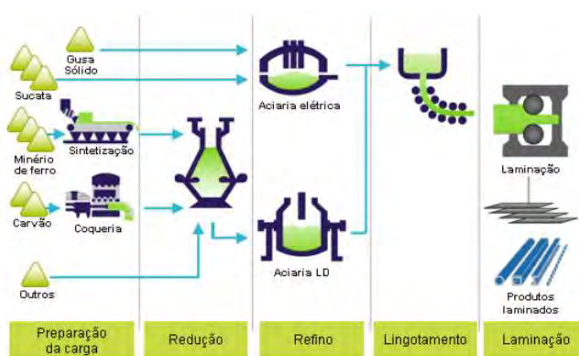 Gusa
Sólido
Sucata
Aciaria elétrica
Minério
de ferro
Sintetização
Laminação
Carvão
Coqueria
Aciaria LD
Outros
Produtos
laminados
Preparação
da carga
Redução
Refino
Lingotamento
Laminação